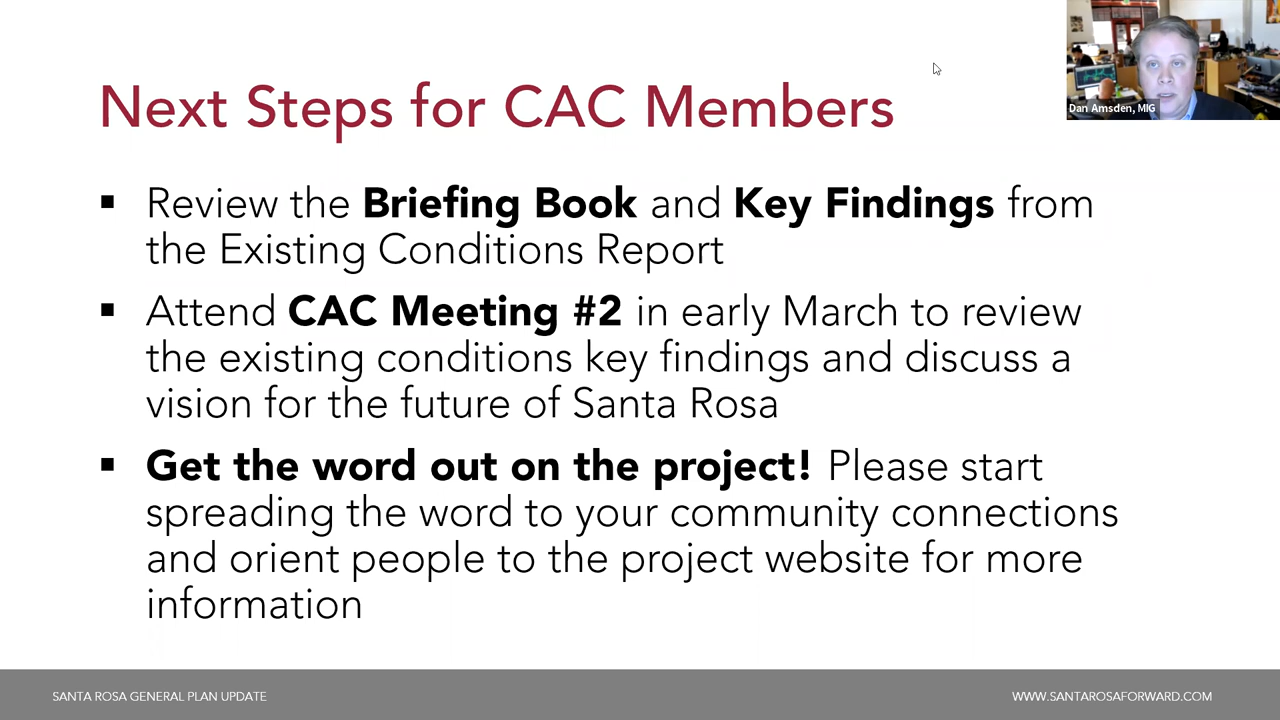 Next Steps for CAC Members
Dan Amsden, MIG
▪ Review the Briefing Book and Key Findings from
the Existing Conditions Report
▪ Attend CAC Meeting #2 in early March to review
the existing conditions key findings and discuss a
vision for the future of Santa Rosa
▪ Get the word out on the project! Please start
spreading the word to your community connections
and orient people to the project website for more
information
SANTA ROSA GENERAL PLAN UPDATE
WWW.SANTAROSAFORWARD.COM